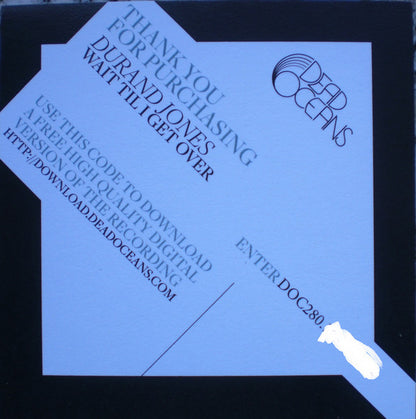 THANK YOU
FOR PURCHASING
DURAND JONES
WAIT TIL I GET OVER
DEAD
OCEANS
USE THIS CODE TO DOWNLOAD
A FREE HIGH QUALITY DIGITAL
VERSION OF THE RECORDING
HTTP://DOWNLOAD.DEADOCEANS.COM
ENTER DOC280.